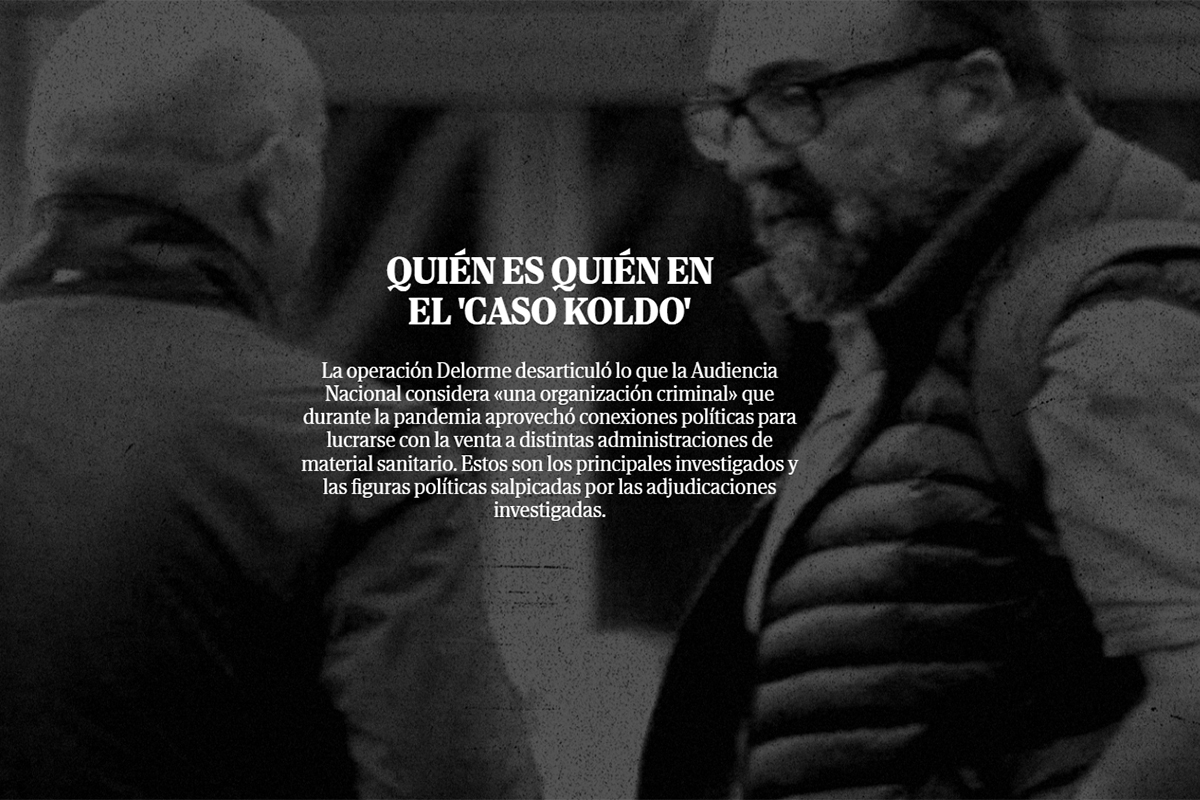 QUIÉN ES QUIÉN EN
EL 'CASO KOLDO'
La operación Delorme desarticuló lo que la Audiencia
Nacional considera «una organización criminal» que
durante la pandemia aprovechó conexiones políticas para
lucrarse con la venta a distintas administraciones de
material sanitario. Estos son los principales investigados y
las figuras políticas salpicadas por las adjudicaciones
investigadas.